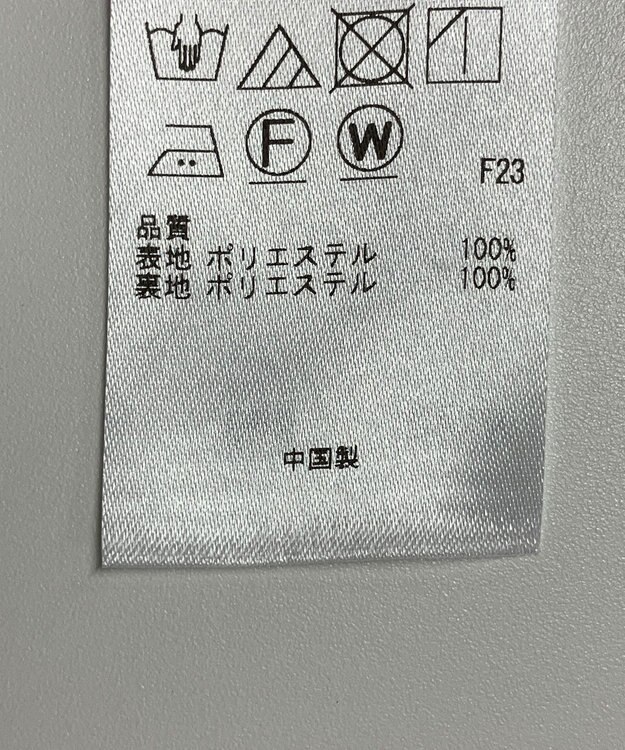 F W
F23
品質
表地 ポリエステル 100%
裏地 ポリエステル 100%
中国製